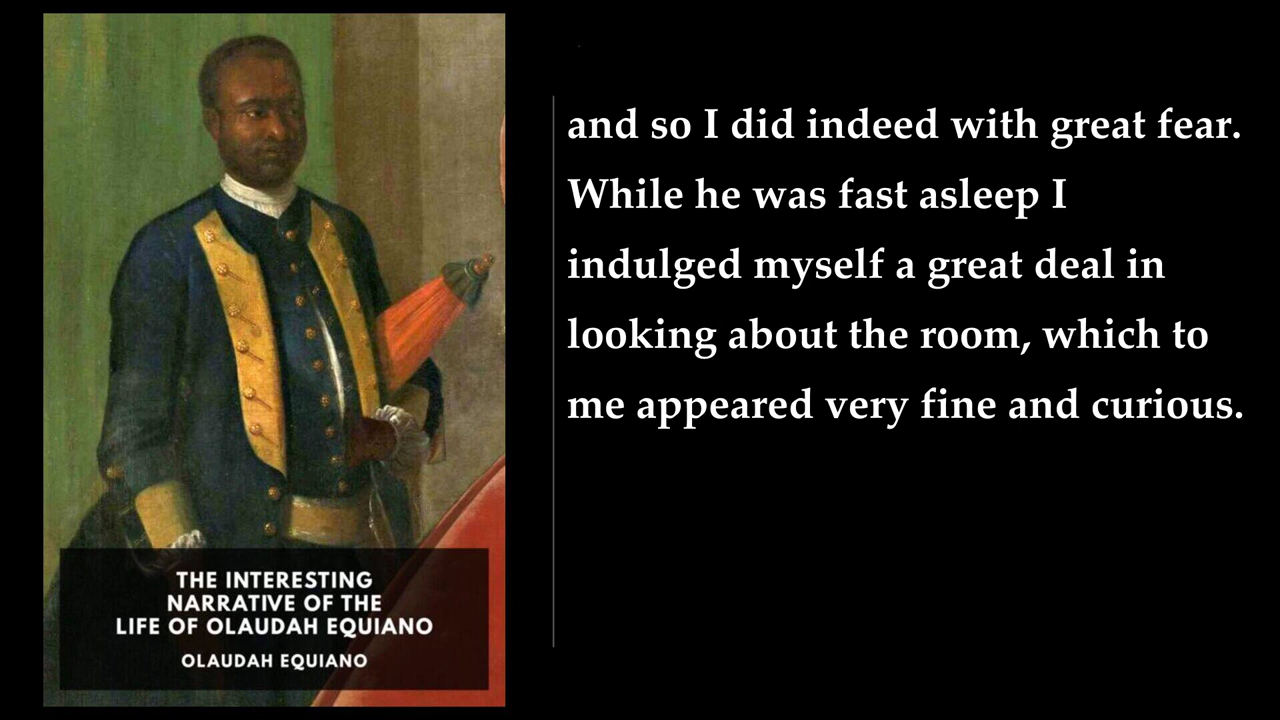 and so I did indeed with great fear.
While he was fast asleep I
indulged myself a great deal in
looking about the room, which to
me appeared very fine and curious.
THE INTERESTING
NARRATIVE OF THE
LIFE OF OLAUDAH EQUIANO
OLAUDAH EQUIANO